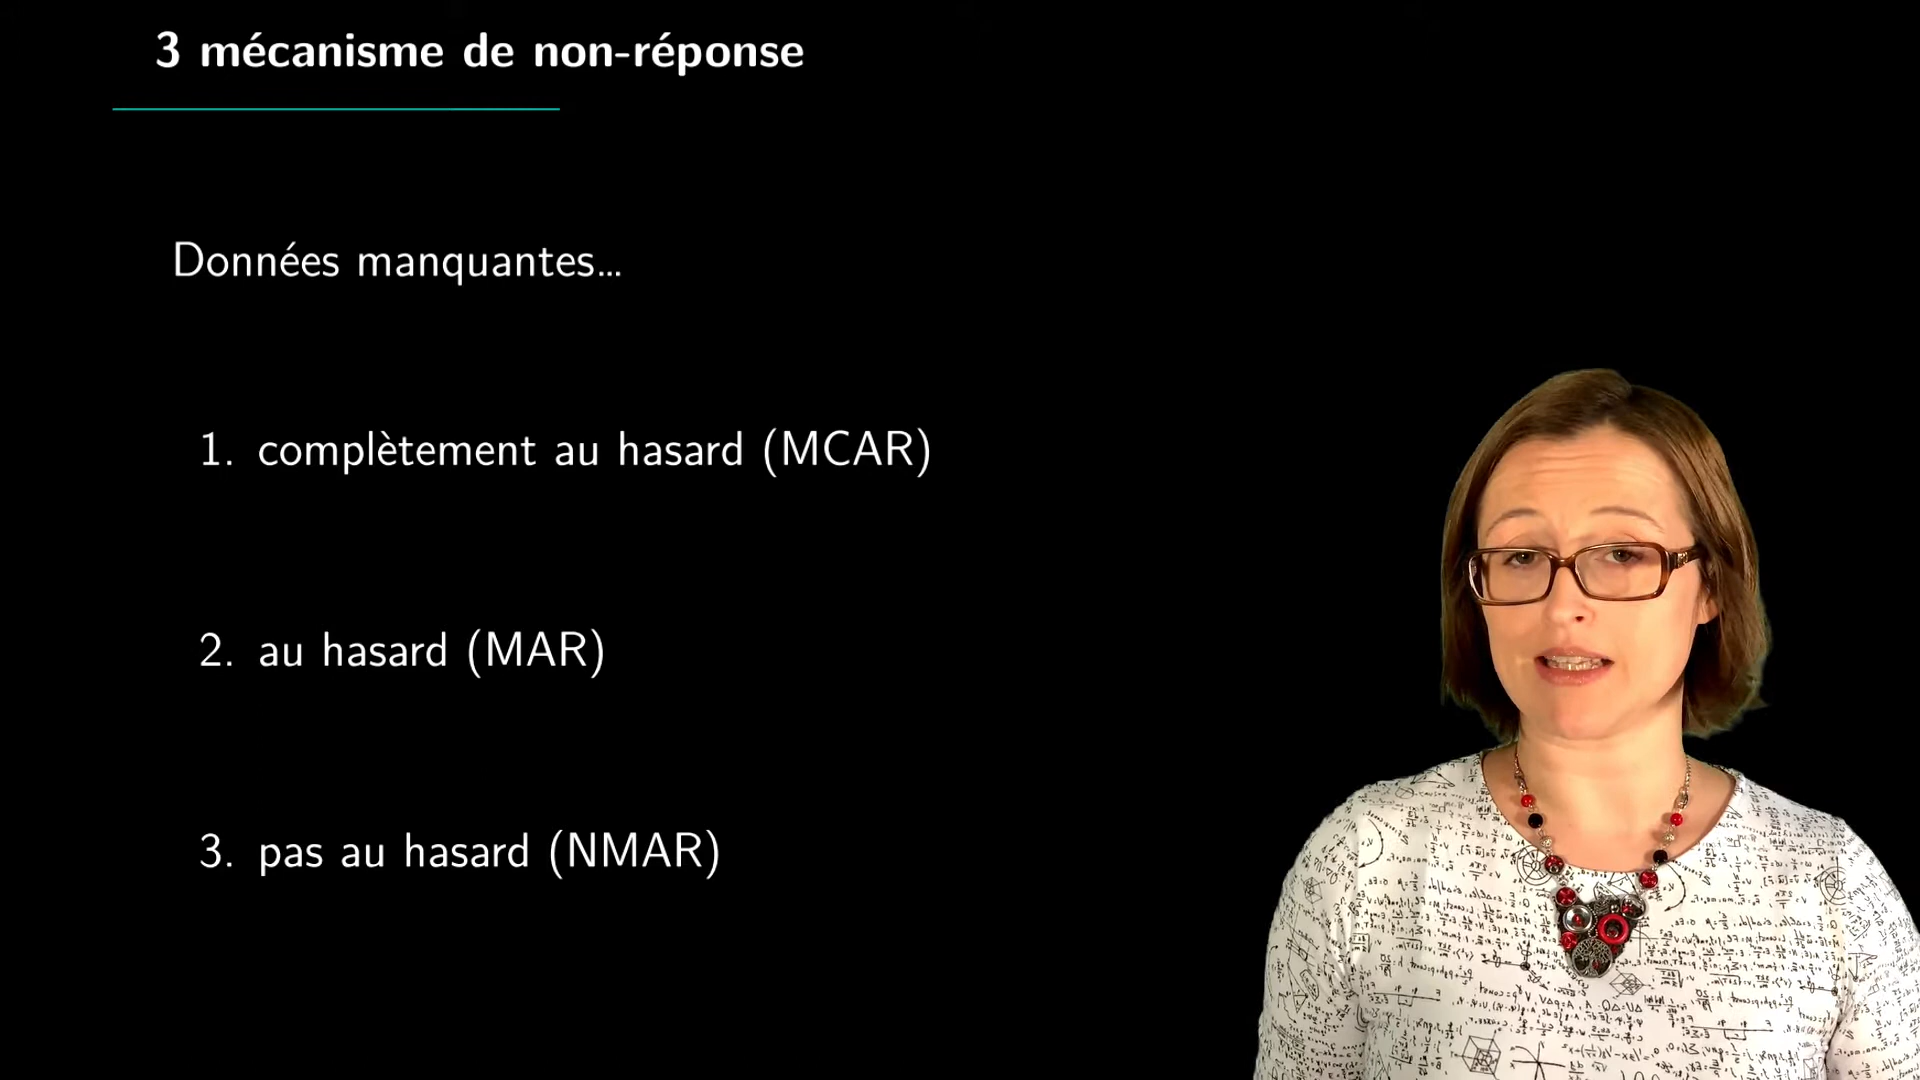 3 mécanisme de non-réponse
Données manquantes...
1. complètement au hasard (MCAR)
2. au hasard (MAR)
3. pas au hasard (NMAR)